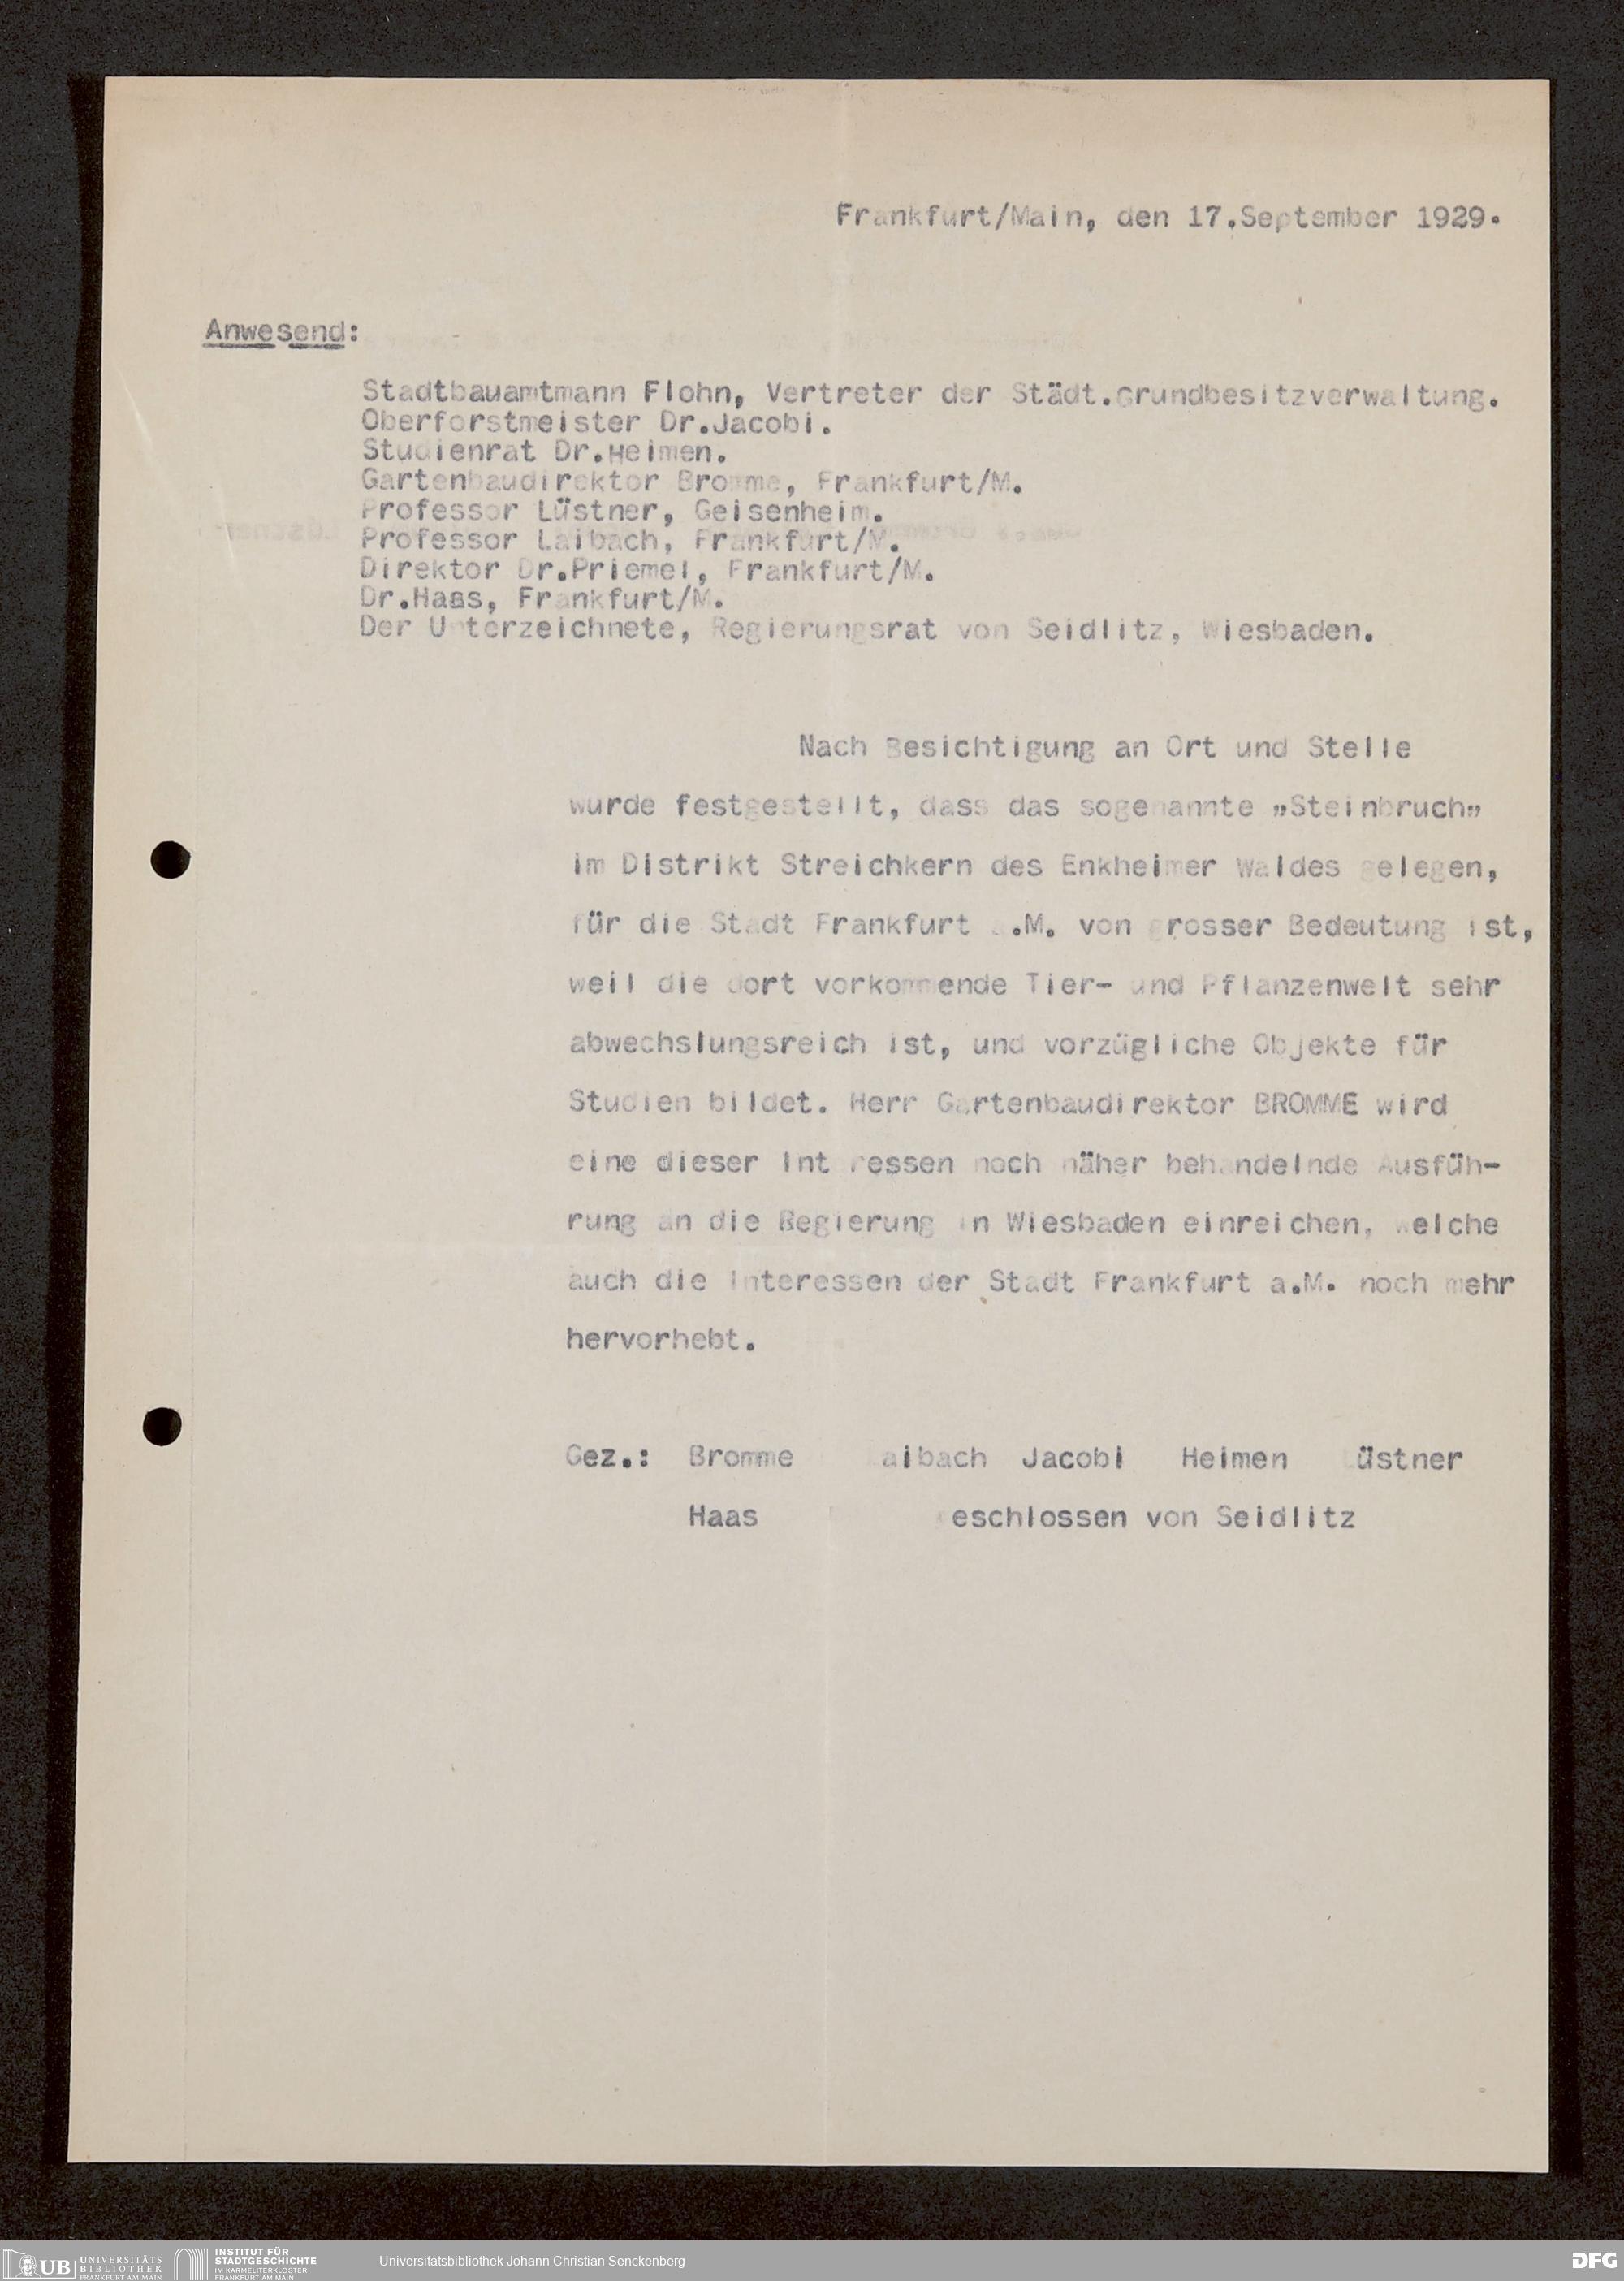 Frankfurt/Main, den 17.September 1929.
Anwesend:
Stadtbauamtmann Flohn, Vertreter der Städt.Grundbesitzverwaltung.
Oberforstmeister Dr.Jacobi.
Studienrat Dr.Heimen.
Gartenbaudirektor Bromme, Frankfurt/M.
Professor Lüstner, Geisenheim.
Professor Laibach, Frankfurt/M.
Direktor Dr.Priemel, Frankfurt/M.
Dr.Haas, Frankfurt/M.
Der Unterzeichnete, Regierungsrat von Seidlitz, Wiesbaden.
Nach Besichtigung an Ort und Stelle
wurde festgestellt, dass das sogenannte „Steinbruch„
im Distrikt Streichkern des Enkheimer Waldes gelegen,
für die Stadt Frankfurt a.M. von grosser Bedeutung ist,
weil die dort vorkommende Tier- und Pflanzenwelt sehr
abwechslungsreich ist, und vorzügliche Objekte für
Studien bildet. Herr Gartenbaudirektor BROMME wird
eine dieser Interessen noch näher behandelnde Ausfüh-
rung an die Regierung in Wiesbaden einreichen, welche
auch die Interessen der Stadt Frankfurt a.M. noch mehr
hervorhebt.
Gez.: Bromme Laibach Jacobi Heimen Lüstner
Haas geschlossen von Seidlitz
UB UNIVERSITÄTS
BIBLIOTHEK
FRANKFURT AM MAIN
INSTITUT FÜR
STADTGESCHICHTE
IM KARMELITERKLOSTER
FRANKFURT AM MAIN
Universitätsbibliothek Johann Christian Senckenberg
DFG